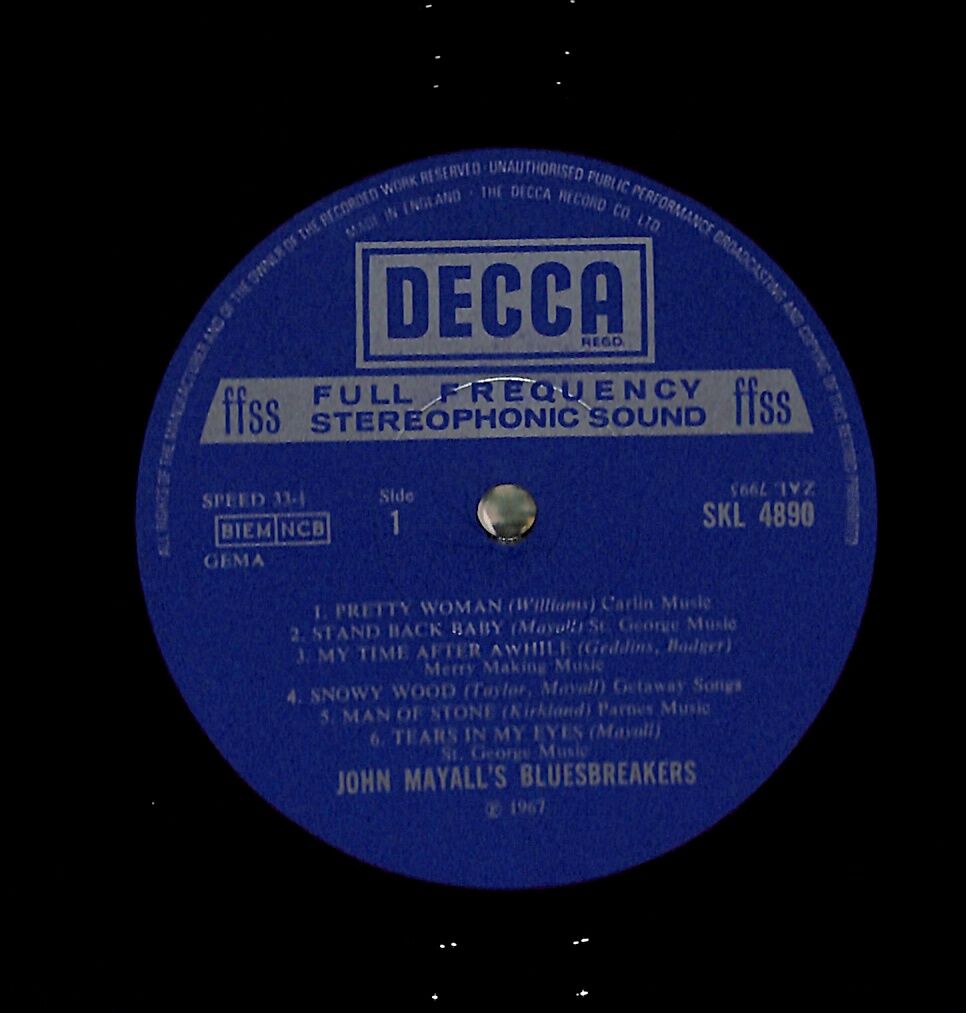 ALL RIGHTS OF THE MANUFACTURER AND OF THE OWNER OF THE RECORDED WORK RESERVED · UNAUTHORISED PUBLIC PERFORMANCE BROADCASTING AND COPYING OF THIS RECORD PROHIBITED
MADE IN ENGLAND · THE DECCA RECORD CO. LTD.
DECCA
REGD.
ffss FULL FREQUENCY ffss
STEREOPHONIC SOUND
SPEED 33⅓ Side ZAL 7995
BIEM NCB 1 SKL 4890
GEMA
1. PRETTY WOMAN (Williams) Carlin Music
2. STAND BACK BABY (Mayall) St. George Music
3. MY TIME AFTER AWHILE (Geddins, Badger)
Merry Making Music
4. SNOWY WOOD (Taylor, Mayall) Getaway Songs
5. MAN OF STONE (Kirkland) Parnes Music
6. TEARS IN MY EYES (Mayall)
St. George Music
JOHN MAYALL'S BLUESBREAKERS
℗ 1967